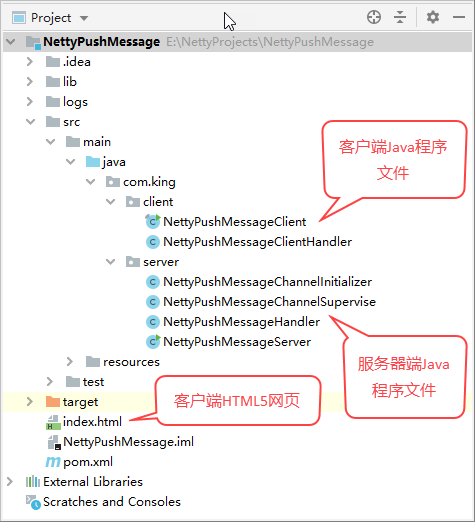 Project
NettyPushMessage E:\NettyProjects\NettyPushMessage
.idea
lib
logs
src
main
java
com.king
client
NettyPushMessageClient
NettyPushMessageClientHandler
server
NettyPushMessageChannelInitializer
NettyPushMessageChannelSupervise
NettyPushMessageHandler
NettyPushMessageServer
resources
test
target
index.html
NettyPushMessage.iml
pom.xml
External Libraries
Scratches and Consoles
客户端Java程序
文件
服务器端Java
程序文件
客户端HTML5网页